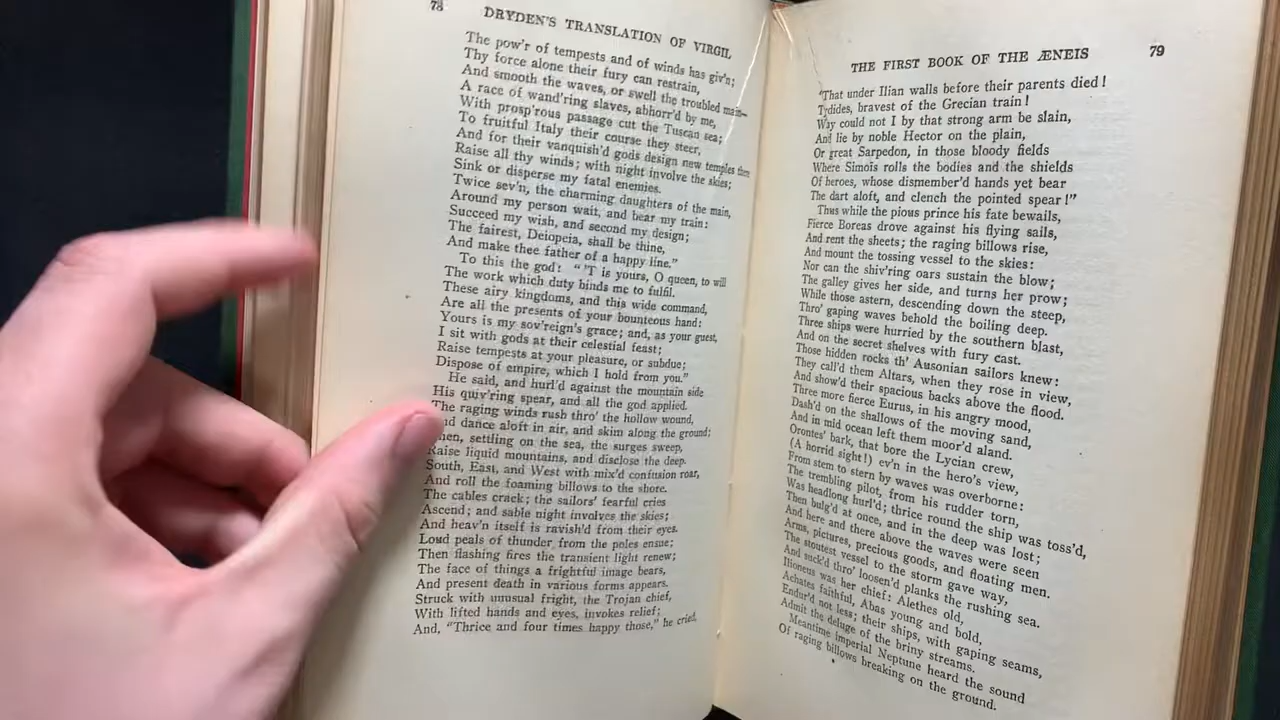 78
DRYDEN'S TRANSLATION OF VIRGIL
The pow'r of tempests and of winds has giv'n;
Thy force alone their fury can restrain,
And smooth the waves, or swell the troubled main—
A race of wand'ring slaves, abhorr'd by me,
With prosp'rous passage cut the Tuscan sea;
To fruitful Italy their course they steer,
And for their vanquish'd gods design new temples there
Raise all thy winds; with night involve the skies;
Sink or disperse my fatal enemies.
Twice sev'n, the charming daughters of the main,
Around my person wait, and bear my train:
Succeed my wish, and second my design;
The fairest, Deiopeia, shall be thine,
And make thee father of a happy line."
To this the god: "'T is yours, O queen, to will
The work which duty binds me to fulfil.
These airy kingdoms, and this wide command,
Are all the presents of your bounteous hand:
Yours is my sov'reign's grace; and, as your guest,
I sit with gods at their celestial feast;
Raise tempests at your pleasure, or subdue;
Dispose of empire, which I hold from you."
He said, and hurl'd against the mountain side
His quiv'ring spear, and all the god applied.
The raging winds rush thro' the hollow wound,
nd dance aloft in air, and skim along the ground;
hen, settling on the sea, the surges sweep,
Raise liquid mountains, and disclose the deep.
South, East, and West with mix'd confusion roar,
And roll the foaming billows to the shore.
The cables crack; the sailors' fearful cries
Ascend; and sable night involves the skies;
And heav'n itself is ravish'd from their eyes.
Loud peals of thunder from the poles ensue;
Then flashing fires the transient light renew;
The face of things a frightful image bears,
And present death in various forms appears.
Struck with unusual fright, the Trojan chief,
With lifted hands and eyes, invokes relief;
And, "Thrice and four times happy those," he cried,
THE FIRST BOOK OF THE ÆNEIS
79
"That under Ilian walls before their parents died!
Tydides, bravest of the Grecian train!
Why could not I by that strong arm be slain,
And lie by noble Hector on the plain,
Or great Sarpedon, in those bloody fields
Where Simoïs rolls the bodies and the shields
Of heroes, whose dismember'd hands yet bear
The dart aloft, and clench the pointed spear!"
Thus while the pious prince his fate bewails,
Fierce Boreas drove against his flying sails,
And rent the sheets; the raging billows rise,
And mount the tossing vessel to the skies:
Nor can the shiv'ring oars sustain the blow;
The galley gives her side, and turns her prow;
While those astern, descending down the steep,
Thro' gaping waves behold the boiling deep.
Three ships were hurried by the southern blast,
And on the secret shelves with fury cast.
Those hidden rocks th' Ausonian sailors knew:
They call'd them Altars, when they rose in view,
And show'd their spacious backs above the flood.
Three more fierce Eurus, in his angry mood,
Dash'd on the shallows of the moving sand,
And in mid ocean left them moor'd aland.
Orontes' bark, that bore the Lycian crew,
(A horrid sight!) ev'n in the hero's view,
From stem to stern by waves was overborne:
The trembling pilot, from his rudder torn,
Was headlong hurl'd; thrice round the ship was toss'd,
Then bulg'd at once, and in the deep was lost;
And here and there above the waves were seen
Arms, pictures, precious goods, and floating men.
The stoutest vessel to the storm gave way,
And suck'd thro' loosen'd planks the rushing sea.
Ilioneus was her chief: Alethes old,
Achates faithful, Abas young and bold,
Endur'd not less; their ships, with gaping seams,
Admit the deluge of the briny streams.
Meantime imperial Neptune heard the sound
Of raging billows breaking on the ground.